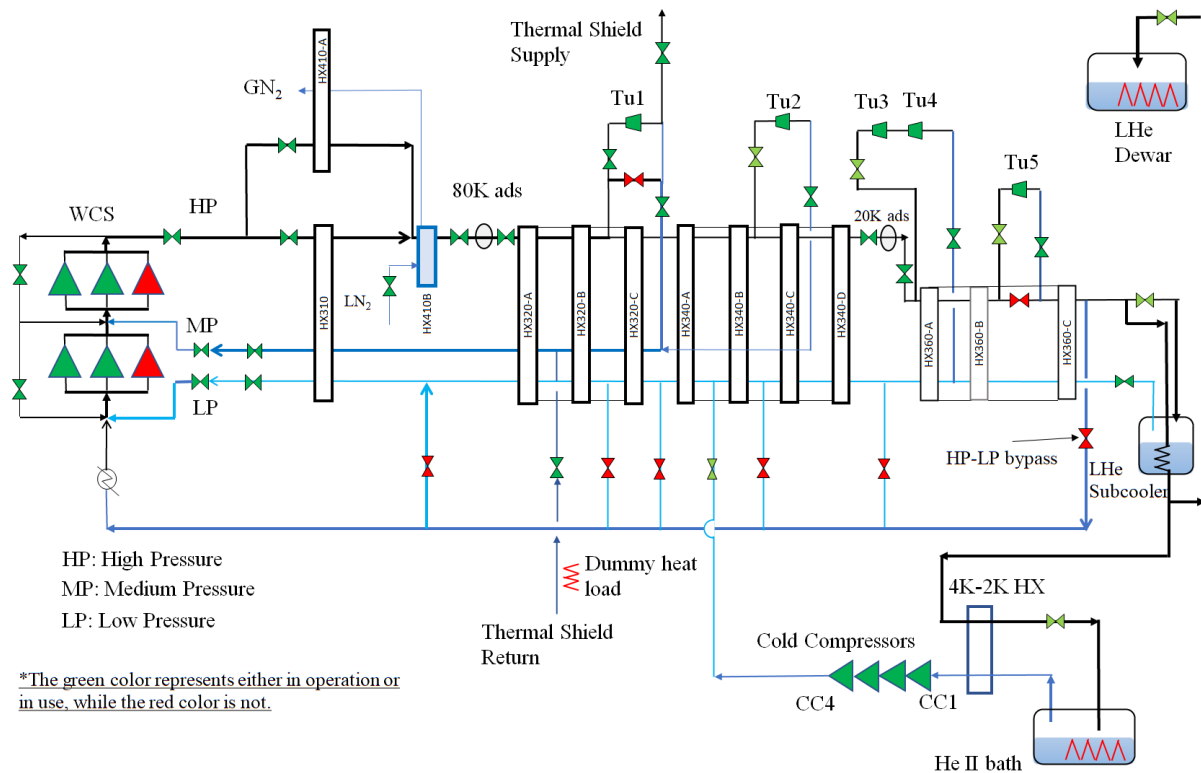 Thermal Shield
Supply
HX410-A
GN2
Tu1
Tu2
Tu3
Tu4
LHe
Dewar
Tu5
WCS
HP
80K ads
20K ads
LN2
HX410B
HX310
HX320-A
HX320-B
HX320-C
HX340-A
HX340-B
HX340-C
HX340-D
HX360-A
HX360-B
HX360-C
MP
LP
HP-LP
bypass
LHe
Subcooler
HP: High Pressure
MP: Medium Pressure
LP: Low Pressure
Dummy heat
load
Thermal Shield
Return
4K-2K HX
Cold Compressors
CC4
CC1
He II bath
*The green color represents either in operation or
in use, while the red color is not.